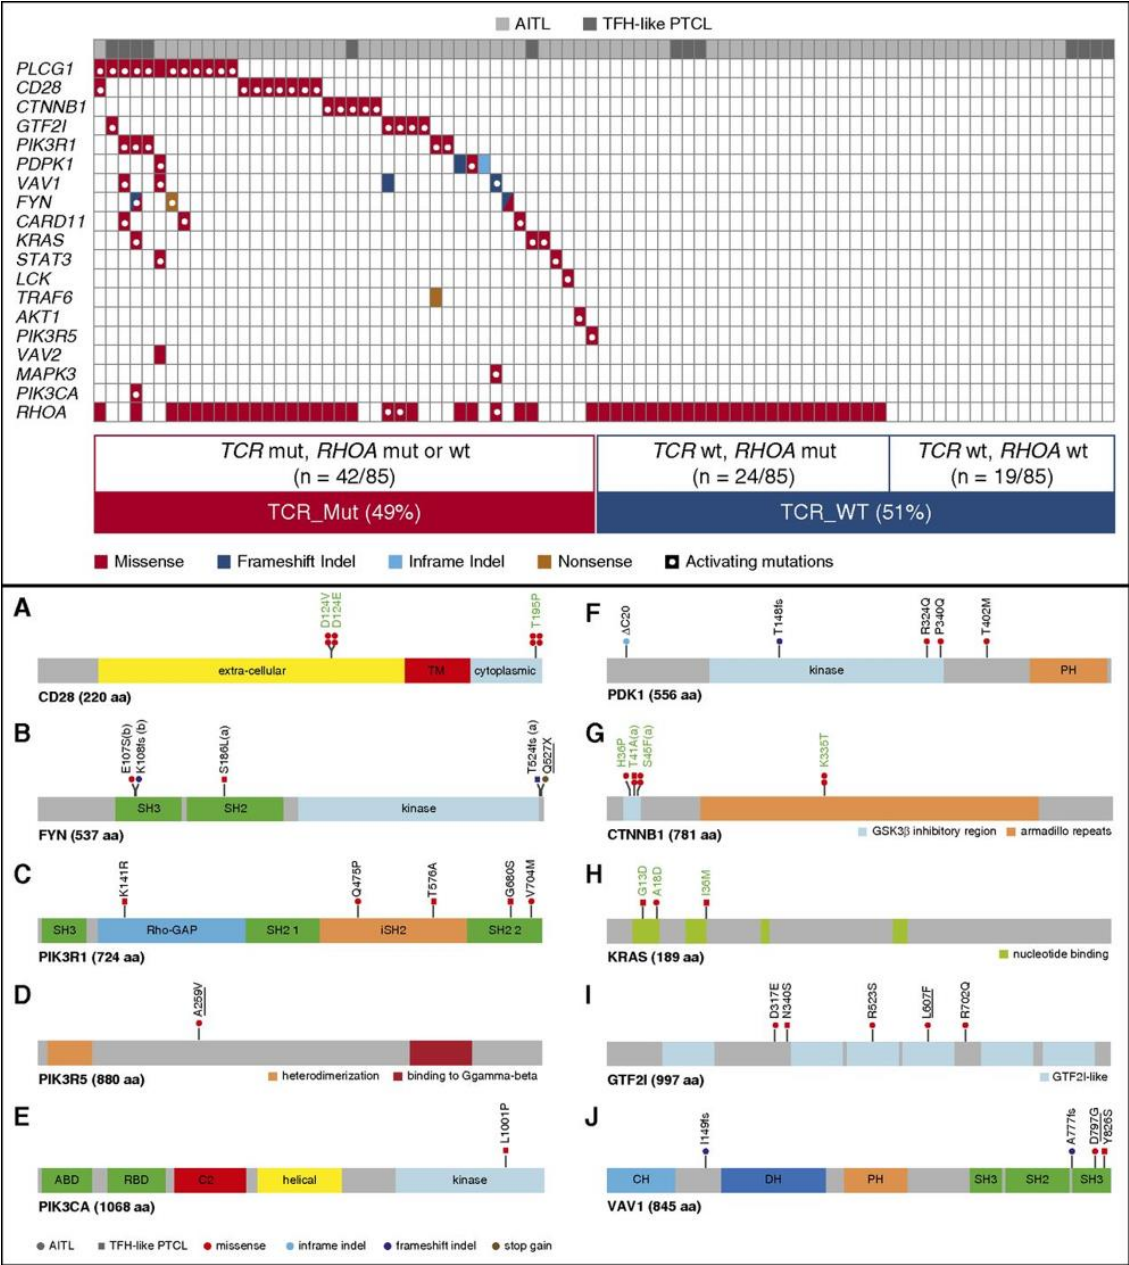 AITL TFH-like PTCL
PLCG1
CD28
CTNNB1
GTF2I
PIK3R1
PDPK1
VAV1
FYN
CARD11
KRAS
STAT3
LCK
TRAF6
AKT1
PIK3R5
VAV2
MAPK3
PIK3CA
RHOA
TCR mut, RHOA mut or wt
(n = 42/85)
TCR wt, RHOA mut
(n = 24/85)
TCR wt, RHOA wt
(n = 19/85)
TCR_Mut (49%)
TCR_WT (51%)
Missense Frameshift Indel Inframe Indel Nonsense Activating mutations
A
D124V
D124E
T195P
extra-cellular TM cytoplasmic
CD28 (220 aa)
B
E107S(b)
K108fs (b)
S186L(a)
T524fs (a)
Q527X
SH3 SH2 kinase
FYN (537 aa)
C
K141R
Q475P
T576A
G680S
V704M
SH3 Rho-GAP SH2 1 iSH2 SH2 2
PIK3R1 (724 aa)
D
A259V
PIK3R5 (880 aa)
heterodimerization binding to Ggamma-beta
E
L1001P
ABD RBD C2 helical kinase
PIK3CA (1068 aa)
F
ΔC20
T148fs
R324Q
P340Q
T402M
kinase PH
PDK1 (556 aa)
G
H36P
T41A(a)
S45F(a)
K335T
CTNNB1 (781 aa)
GSK3β inhibitory region armadillo repeats
H
G13D
A18D
I36M
KRAS (189 aa)
nucleotide binding
I
D317E
N340S
R523S
L607F
R702Q
GTF2I (997 aa)
GTF2I-like
J
I149fs
A777fs
D797G
Y826S
CH DH PH SH3 SH2 SH3
VAV1 (845 aa)
AITL TFH-like PTCL missense inframe indel frameshift indel stop gain